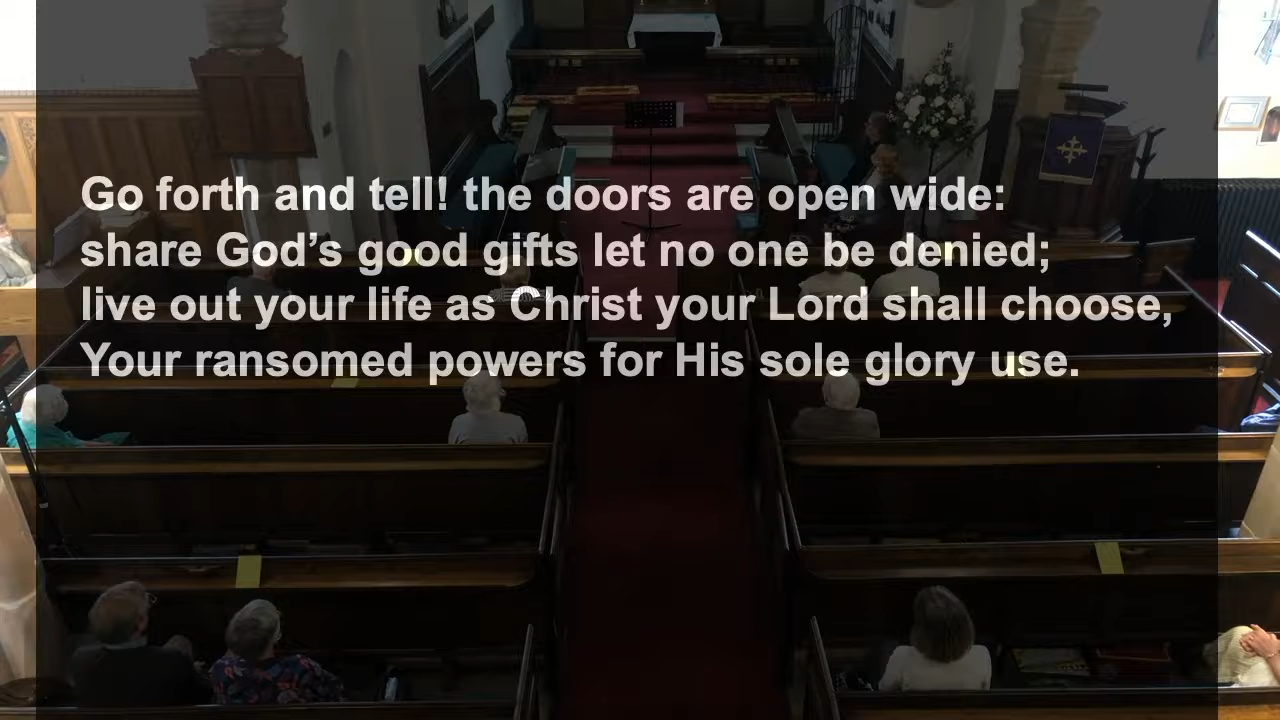 Go forth and tell! the doors are open wide:
share God’s good gifts let no one be denied;
live out your life as Christ your Lord shall choose,
Your ransomed powers for His sole glory use.